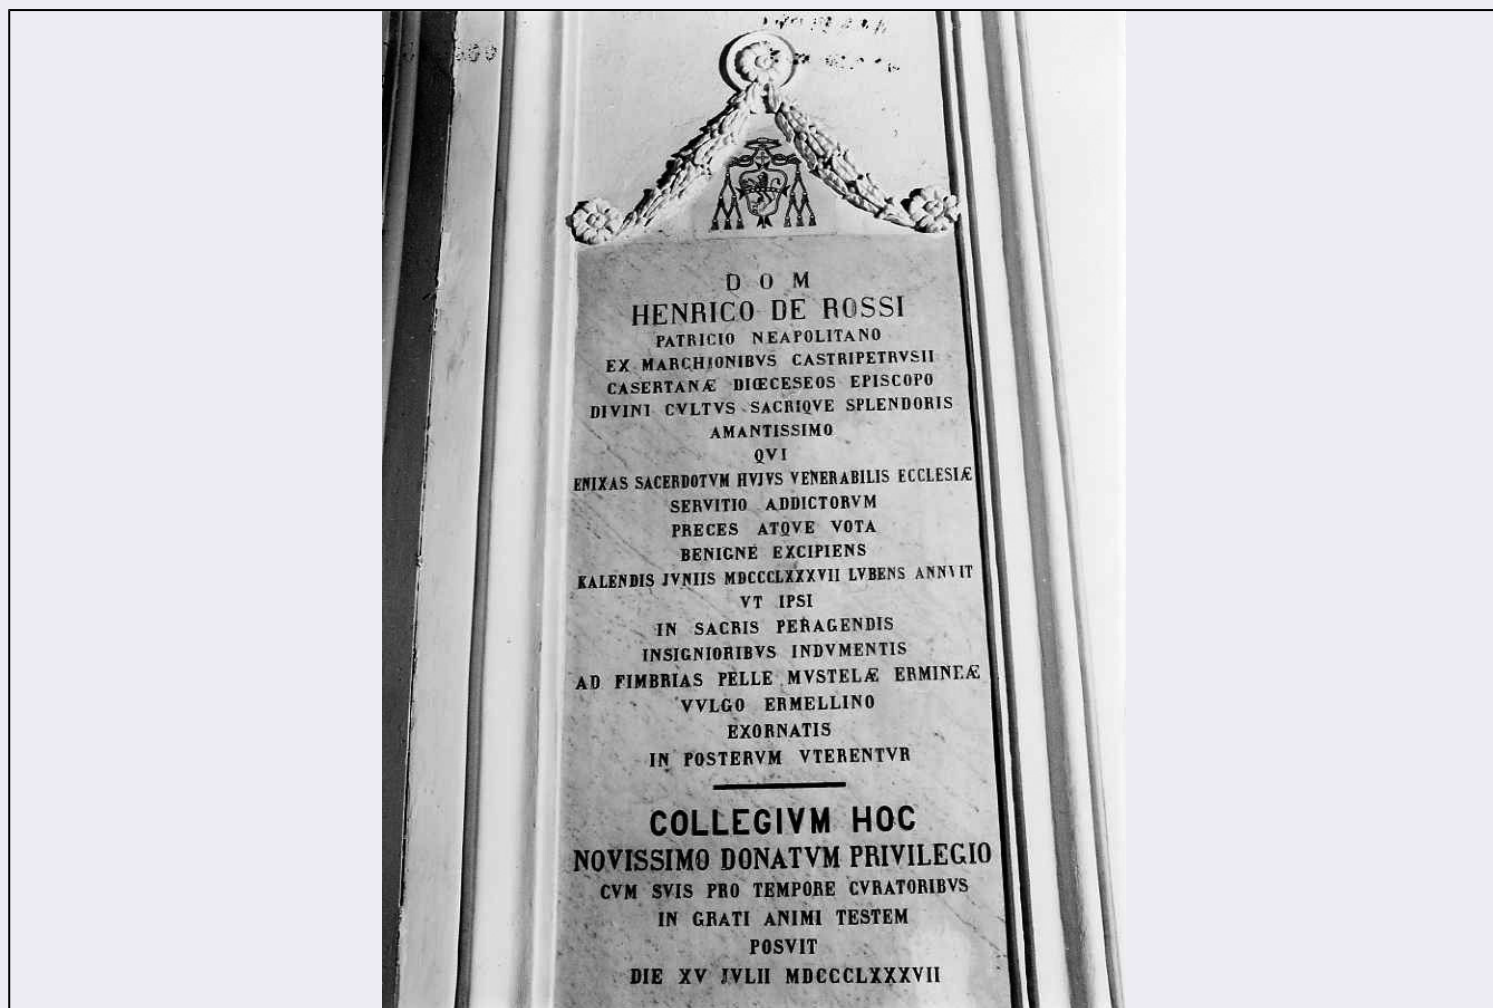 D O M
HENRICO DE ROSSI
PATRICIO NEAPOLITANO
EX MARCHIONIBVS CASTRIPETRVSII
CASERTANÆ DIŒCESEOS EPISCOPO
DIVINI CVLTVS SACRIQVE SPLENDORIS
AMANTISSIMO
QVI
ENIXAS SACERDOTVM HVJVS VENERABILIS ECCLESIÆ
SERVITIO ADDICTORVM
PRECES ATQVE VOTA
BENIGNE EXCIPIENS
KALENDIS JVNIIS MDCCCLXXXVII LVBENS ANNVIT
VT IPSI
IN SACRIS PERAGENDIS
INSIGNIORIBVS INDVMENTIS
AD FIMBRIAS PELLE MVSTELÆ ERMINEÆ
VVLGO ERMELLINO
EXORNATIS
IN POSTERVM VTERENTVR
COLLEGIVM HOC
NOVISSIMO DONATVM PRIVILEGIO
CVM SVIS PRO TEMPORE CVRATORIBVS
IN GRATI ANIMI TESTEM
POSVIT
DIE XV JVLII MDCCCLXXXVII